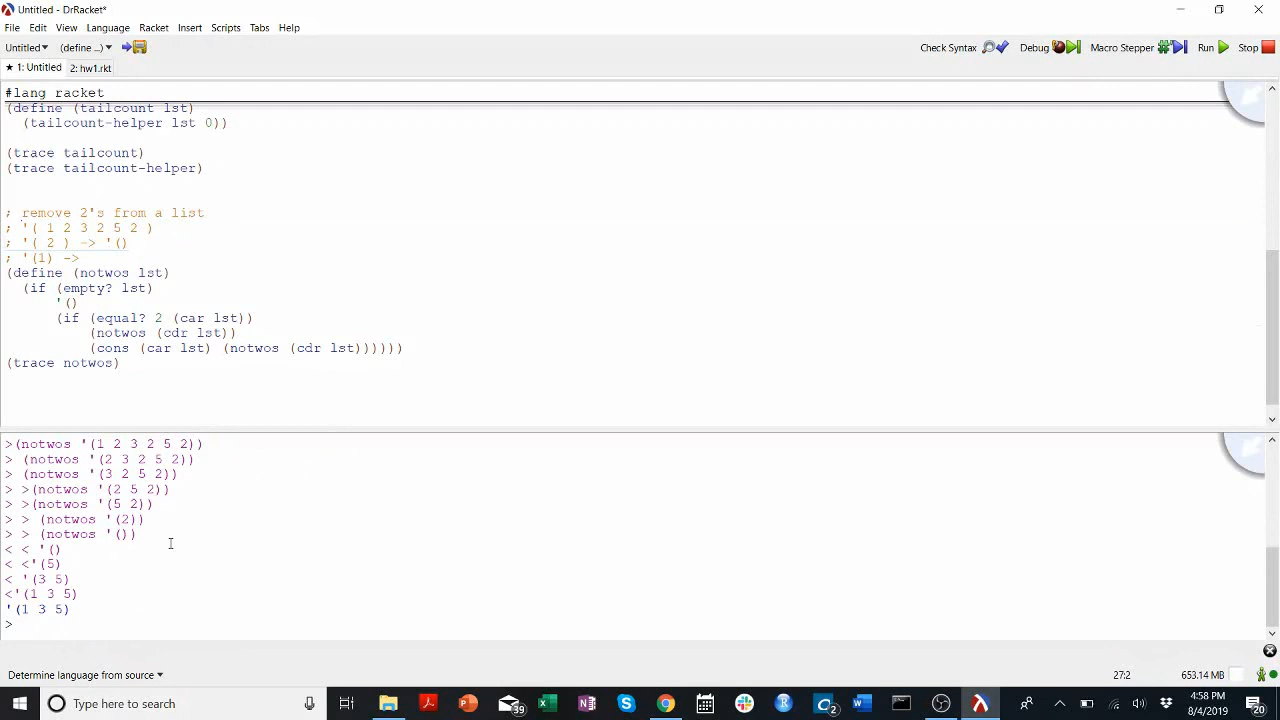 Untitled - DrRacket*
File Edit View Language Racket Insert Scripts Tabs Help
Untitled▾ (define ...)▾ Check Syntax Debug Macro Stepper Run Stop
★ 1: Untitled 2: hw1.rkt
#lang racket
(define (tailcount lst)
(tailcount-helper lst 0))
(trace tailcount)
(trace tailcount-helper)
; remove 2's from a list
; '( 1 2 3 2 5 2 )
; '( 2 ) -> '()
; '(1) ->
(define (notwos lst)
(if (empty? lst)
'()
(if (equal? 2 (car lst))
(notwos (cdr lst))
(cons (car lst) (notwos (cdr lst))))))
(trace notwos)
>(notwos '(1 2 3 2 5 2))
> (notwos '(2 3 2 5 2))
> (notwos '(3 2 5 2))
> >(notwos '(2 5 2))
> >(notwos '(5 2))
> > (notwos '(2))
> > (notwos '())
< < '()
< <'(5)
< '(3 5)
<'(1 3 5)
'(1 3 5)
>
Determine language from source▾ 27:2 653.14 MB
Type here to search 39 2 4:58 PM
8/4/2019 20